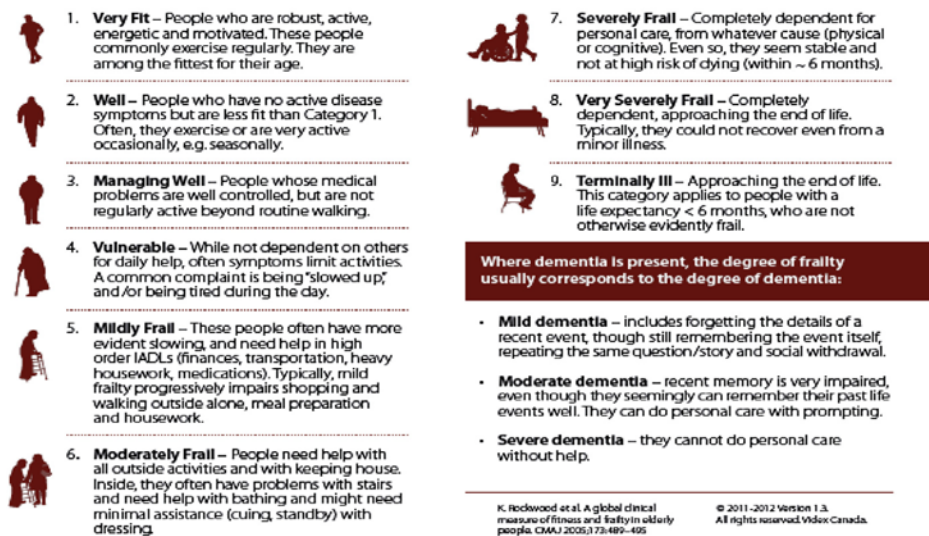 1. Very Fit – People who are robust, active,
energetic and motivated. These people
commonly exercise regularly. They are
among the fittest for their age.
2. Well – People who have no active disease
symptoms but are less fit than Category 1.
Often, they exercise or are very active
occasionally, e.g. seasonally.
3. Managing Well – People whose medical
problems are well controlled, but are not
regularly active beyond routine walking.
4. Vulnerable – While not dependent on others
for daily help, often symptoms limit activities.
A common complaint is being "slowed up,"
and/or being tired during the day.
5. Mildly Frail – These people often have more
evident slowing, and need help in high
order IADLs (finances, transportation, heavy
housework, medications). Typically, mild
frailty progressively impairs shopping and
walking outside alone, meal preparation
and housework.
6. Moderately Frail – People need help with
all outside activities and with keeping house.
Inside, they often have problems with stairs
and need help with bathing and might need
minimal assistance (cuing, standby) with
dressing.
7. Severely Frail – Completely dependent for
personal care, from whatever cause (physical
or cognitive). Even so, they seem stable and
not at high risk of dying (within ~ 6 months).
8. Very Severely Frail – Completely
dependent, approaching the end of life.
Typically, they could not recover even from a
minor illness.
9. Terminally Ill – Approaching the end of life.
This category applies to people with a
life expectancy < 6 months, who are not
otherwise evidently frail.
Where dementia is present, the degree of frailty
usually corresponds to the degree of dementia:
• Mild dementia – includes forgetting the details of a
recent event, though still remembering the event itself,
repeating the same question/story and social withdrawal.
• Moderate dementia – recent memory is very impaired,
even though they seemingly can remember their past life
events well. They can do personal care with prompting.
• Severe dementia – they cannot do personal care
without help.
K. Rockwood et al. A global clinical
measure of fitness and frailty in elderly
people. CMAJ 2005;173:489–495
© 2011-2012 Version 1.3.
All rights reserved. Videx Canada.